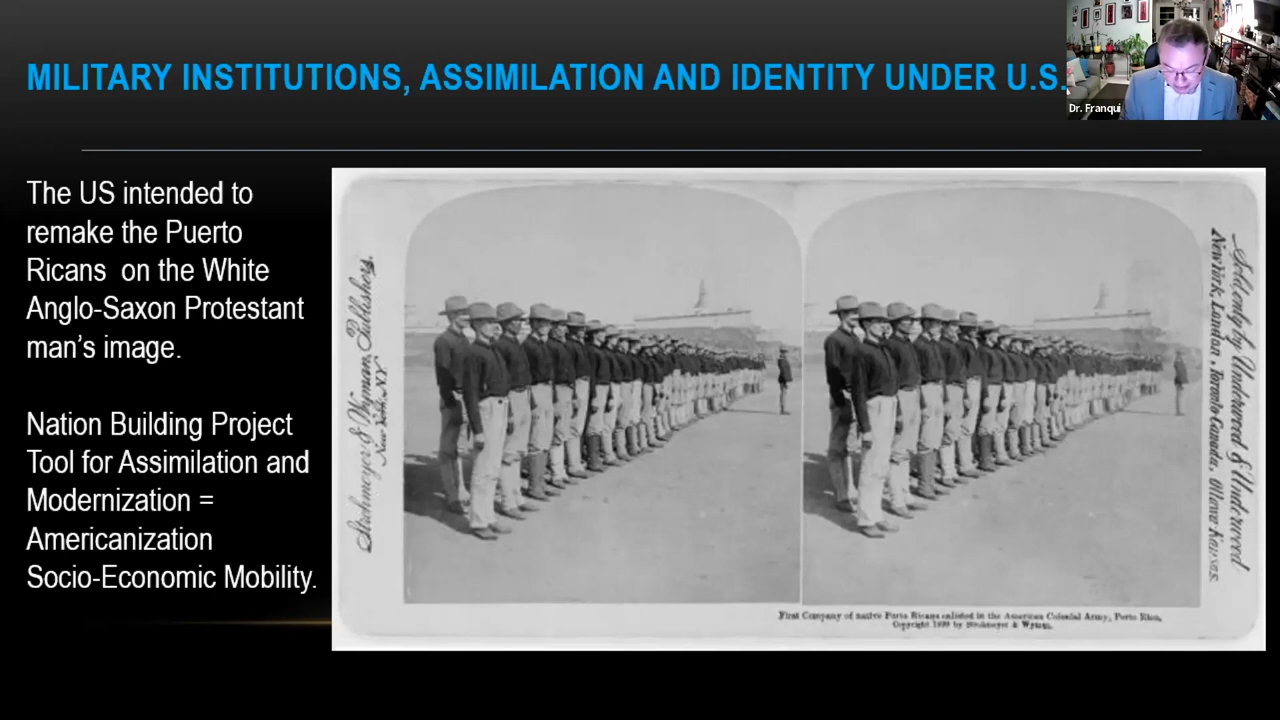 MILITARY INSTITUTIONS, ASSIMILATION AND IDENTITY UNDER U.S.
Dr. Franqui
The US intended to
remake the Puerto
Ricans on the White
Anglo-Saxon Protestant
man's image.
Nation Building Project
Tool for Assimilation and
Modernization =
Americanization
Socio-Economic Mobility.
Strohmeyer & Wyman, Publishers,
New York, N.Y.
Sold only by Underwood & Underwood
New York, London, Toronto-Canada, Ottawa-Kansas.
First Company of native Porto Ricans enlisted in the American Colonial Army, Porto Rico,
Copyright 1899 by Strohmeyer & Wyman.